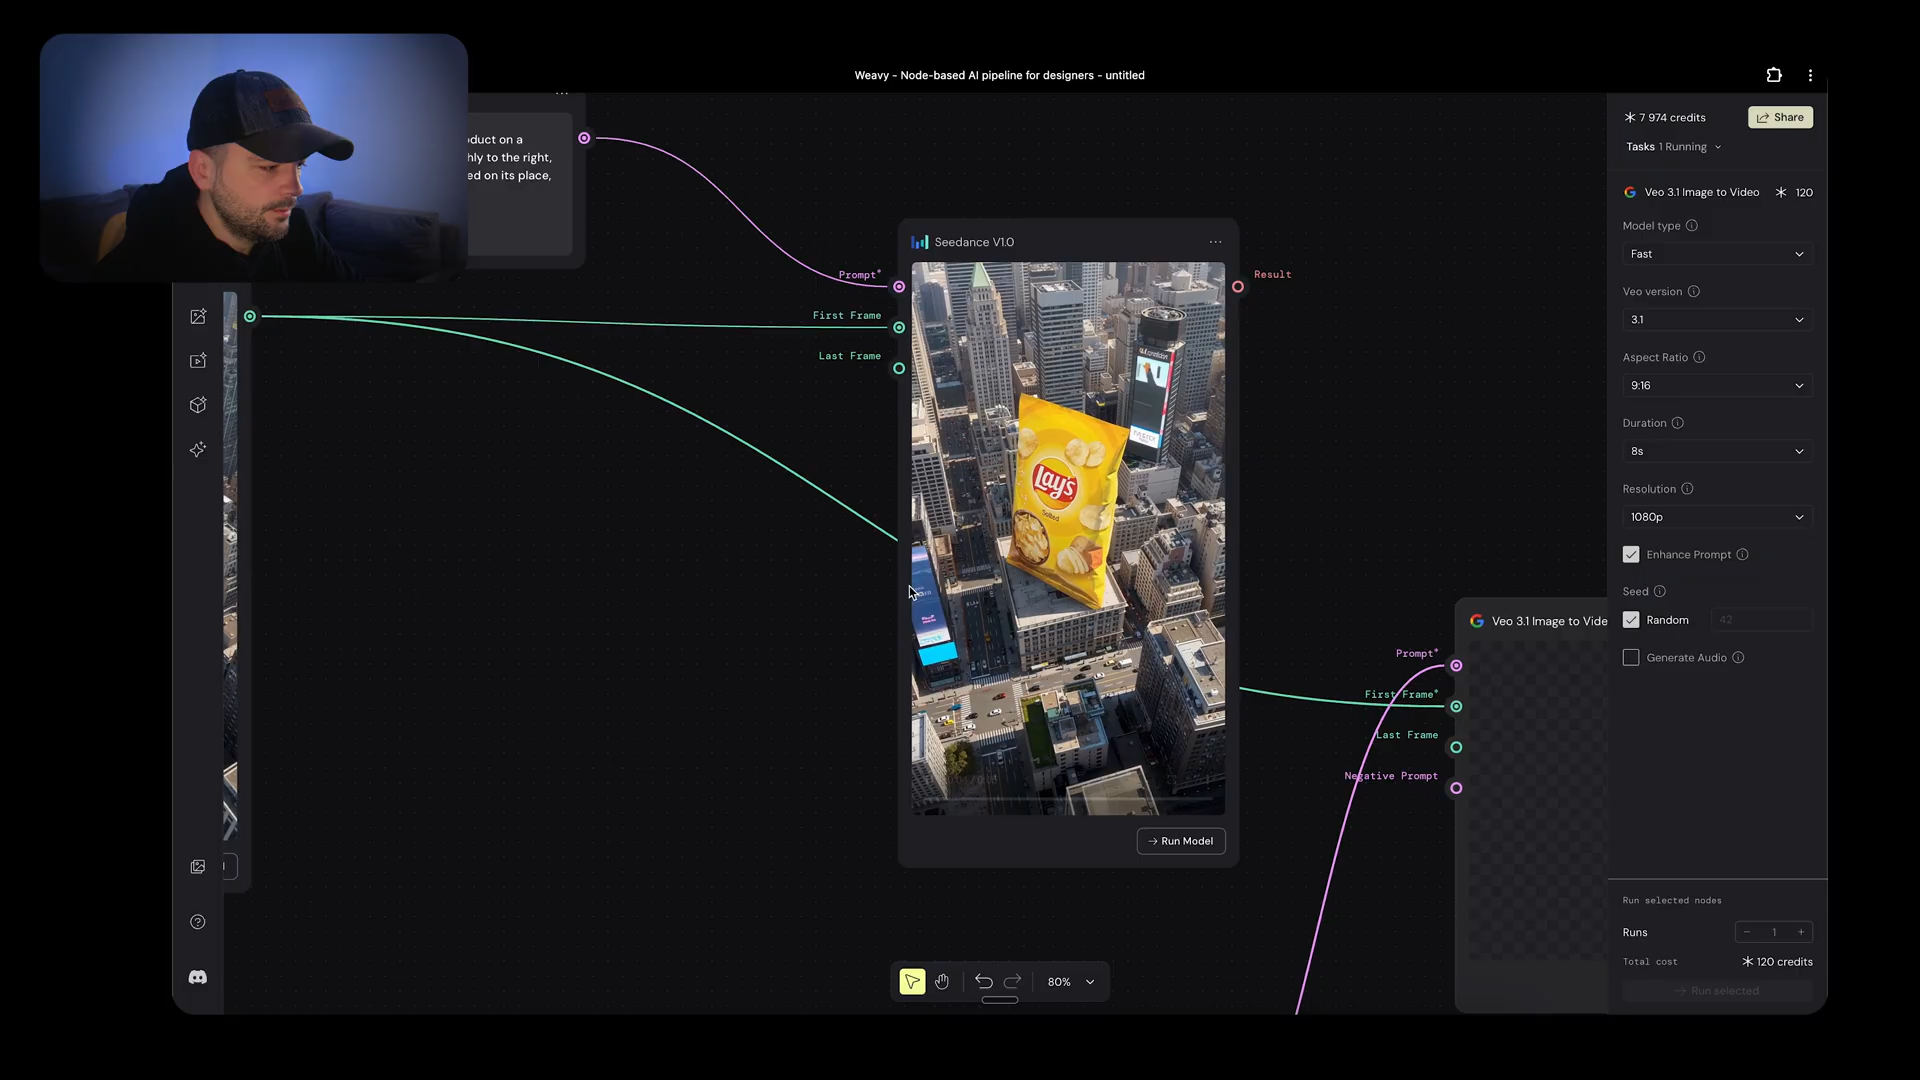 Weavy - Node-based AI pipeline for designers - untitled
7 974 credits
Share
Tasks 1 Running
duct on a
hly to the right,
ed on its place,
Seedance V1.0
Prompt*
First Frame
Last Frame
Result
Lay's
Salted
Run Model
Veo 3.1 Image to Vide
Prompt*
First Frame*
Last Frame
Negative Prompt
80%
Veo 3.1 Image to Video
120
Model type
Fast
Veo version
3.1
Aspect Ratio
9:16
Duration
8s
Resolution
1080p
Enhance Prompt
Seed
Random
42
Generate Audio
Run selected nodes
Runs
1
Total cost
120 credits
Run selected